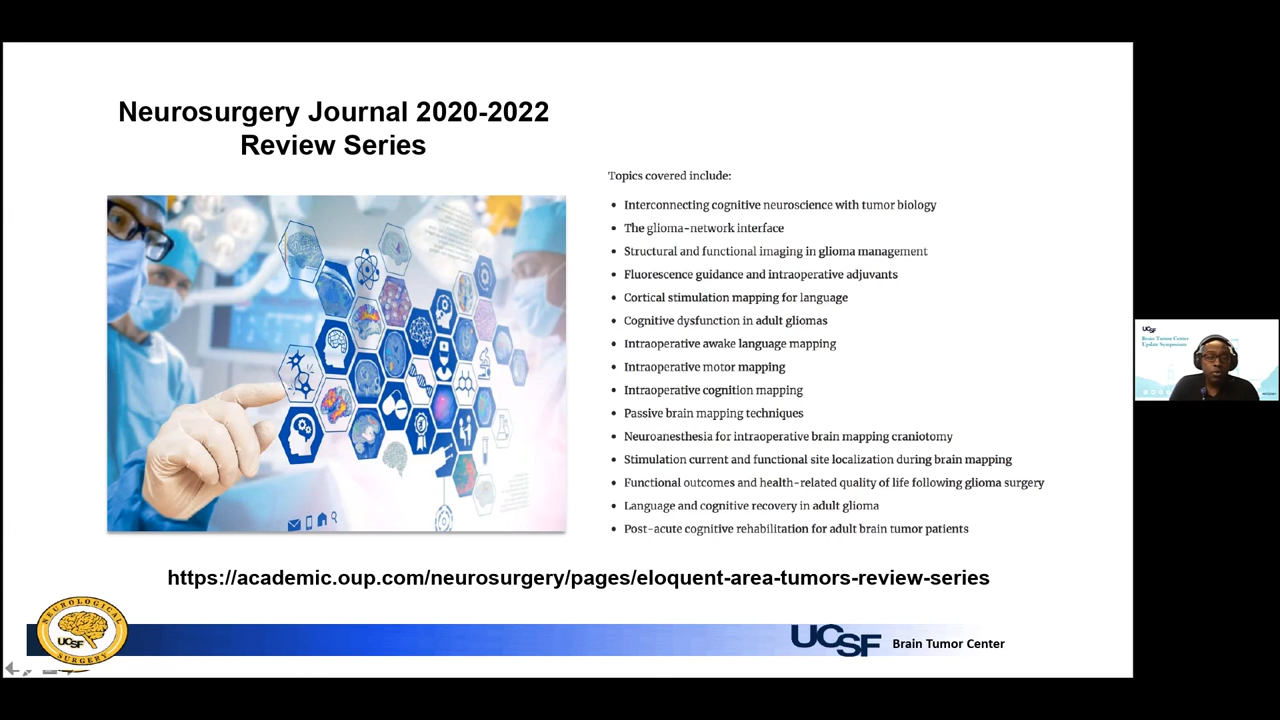 Neurosurgery Journal 2020-2022
Review Series
Topics covered include:
• Interconnecting cognitive neuroscience with tumor biology
• The glioma-network interface
• Structural and functional imaging in glioma management
• Fluorescence guidance and intraoperative adjuvants
• Cortical stimulation mapping for language
• Cognitive dysfunction in adult gliomas
• Intraoperative awake language mapping
• Intraoperative motor mapping
• Intraoperative cognition mapping
• Passive brain mapping techniques
• Neuroanesthesia for intraoperative brain mapping craniotomy
• Stimulation current and functional site localization during brain mapping
• Functional outcomes and health-related quality of life following glioma surgery
• Language and cognitive recovery in adult glioma
• Post-acute cognitive rehabilitation for adult brain tumor patients
https://academic.oup.com/neurosurgery/pages/eloquent-area-tumors-review-series
NEUROLOGICAL
UCSF
SURGERY
UCSF Brain Tumor Center
UCSF
Brain Tumor Center
Update Symposium